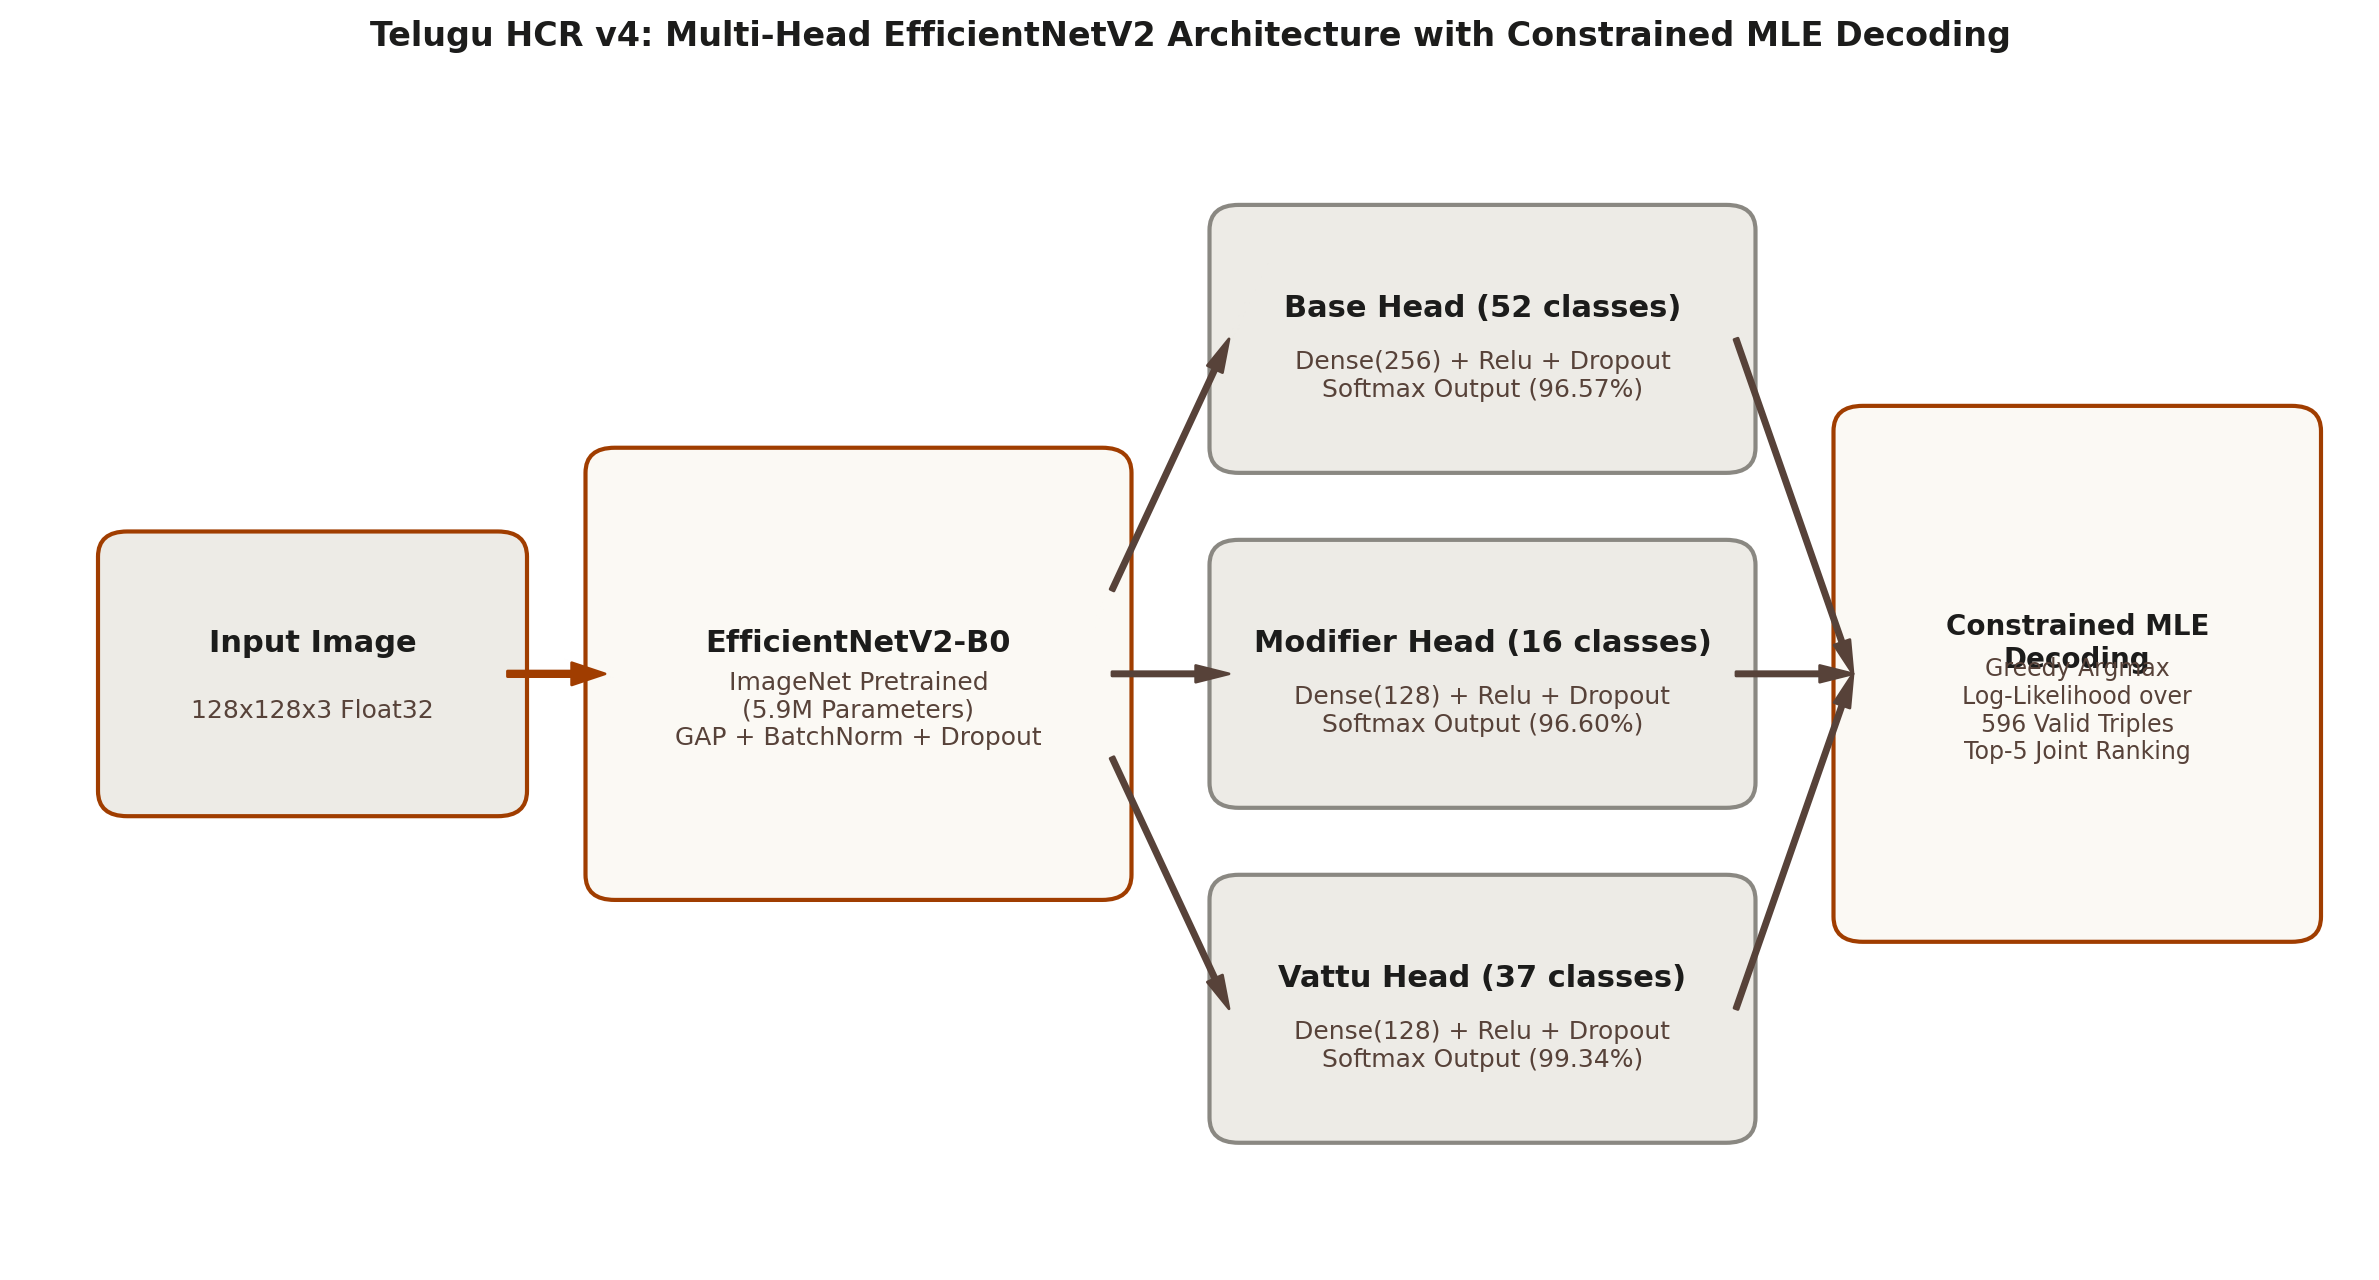 Telugu HCR v4: Multi-Head EfficientNetV2 Architecture with Constrained MLE Decoding
Input Image
128x128x3 Float32
EfficientNetV2-B0
ImageNet Pretrained
(5.9M Parameters)
GAP + BatchNorm + Dropout
Base Head (52 classes)
Dense(256) + Relu + Dropout
Softmax Output (96.57%)
Modifier Head (16 classes)
Dense(128) + Relu + Dropout
Softmax Output (96.60%)
Vattu Head (37 classes)
Dense(128) + Relu + Dropout
Softmax Output (99.34%)
Constrained MLE
Decoding
Greedy Argmax
Log-Likelihood over
596 Valid Triples
Top-5 Joint Ranking